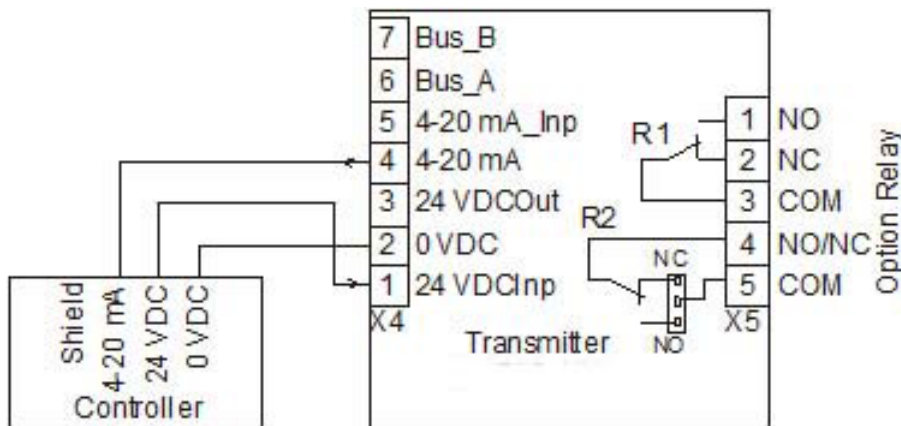 7 Bus_B
6 Bus_A
5 4-20 mA_Inp
4 4-20 mA
3 24 VDCOut
2 0 VDC
1 24 VDCInp
X4
Transmitter
R1
R2
NC
NO
1 NO
2 NC
3 COM
4 NO/NC
5 COM
X5
Option Relay
Shield
4-20 mA
24 VDC
0 VDC
Controller